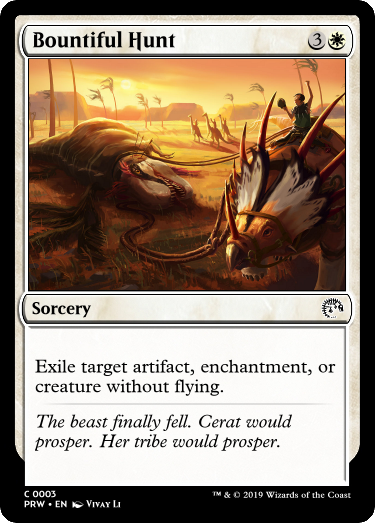 Bountiful Hunt 3
Sorcery
Exile target artifact, enchantment, or
creature without flying.
The beast finally fell. Cerat would
prosper. Her tribe would prosper.
C 0003
PRW • EN VIVAY LI
™ & © 2019 Wizards of the Coast